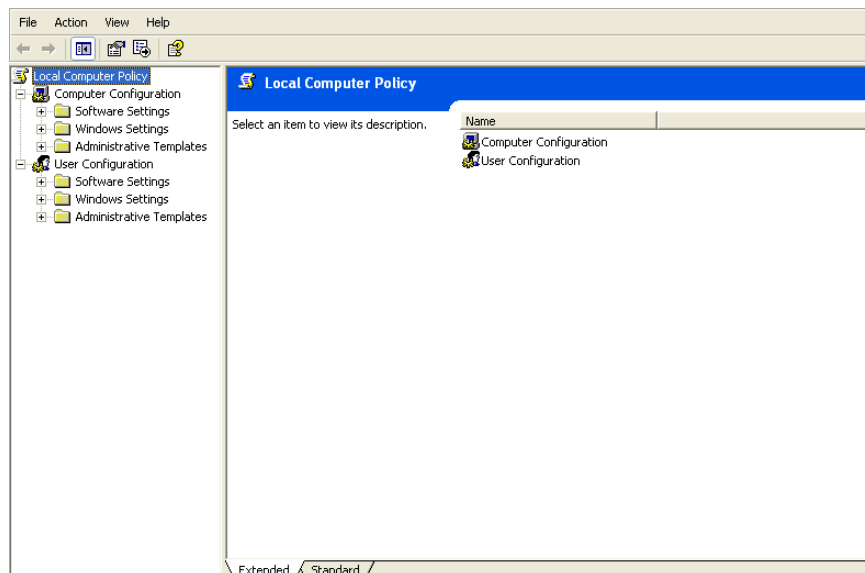 File Action View Help
Local Computer Policy
Computer Configuration
Software Settings
Windows Settings
Administrative Templates
User Configuration
Software Settings
Windows Settings
Administrative Templates
Local Computer Policy
Select an item to view its description.
Name
Computer Configuration
User Configuration
Extended Standard